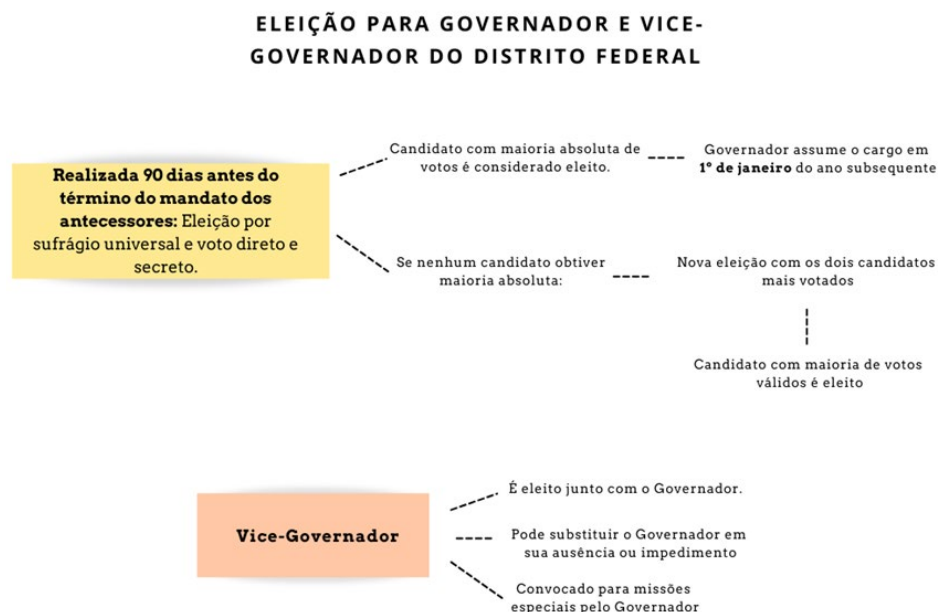 ELEIÇÃO PARA GOVERNADOR E VICE-
GOVERNADOR DO DISTRITO FEDERAL
Realizada 90 dias antes do
término do mandato dos
antecessores: Eleição por
sufrágio universal e voto direto e
secreto.
Candidato com maioria absoluta de
votos é considerado eleito.
Governador assume o cargo em
1º de janeiro do ano subsequente
Se nenhum candidato obtiver
maioria absoluta:
Nova eleição com os dois candidatos
mais votados
Candidato com maioria de votos
válidos é eleito
Vice-Governador
É eleito junto com o Governador.
Pode substituir o Governador em
sua ausência ou impedimento
Convocado para missões
especiais pelo Governador